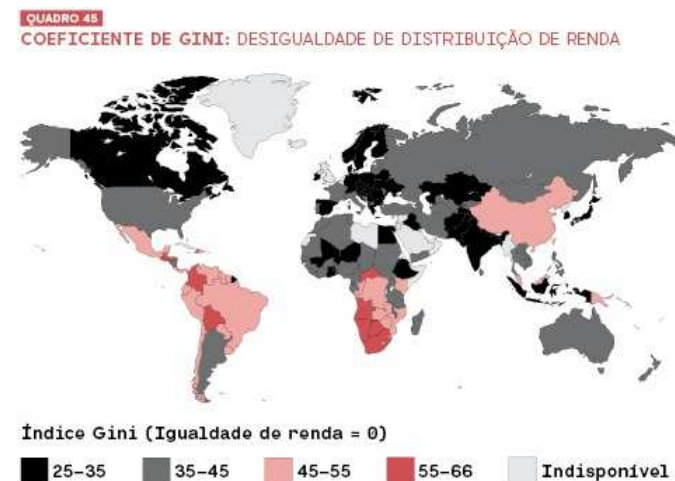 QUADRO 45
COEFICIENTE DE GINI: DESIGUALDADE DE DISTRIBUIÇÃO DE RENDA
Índice Gini (Igualdade de renda = 0)
25–35 35–45 45–55 55–66 Indisponível